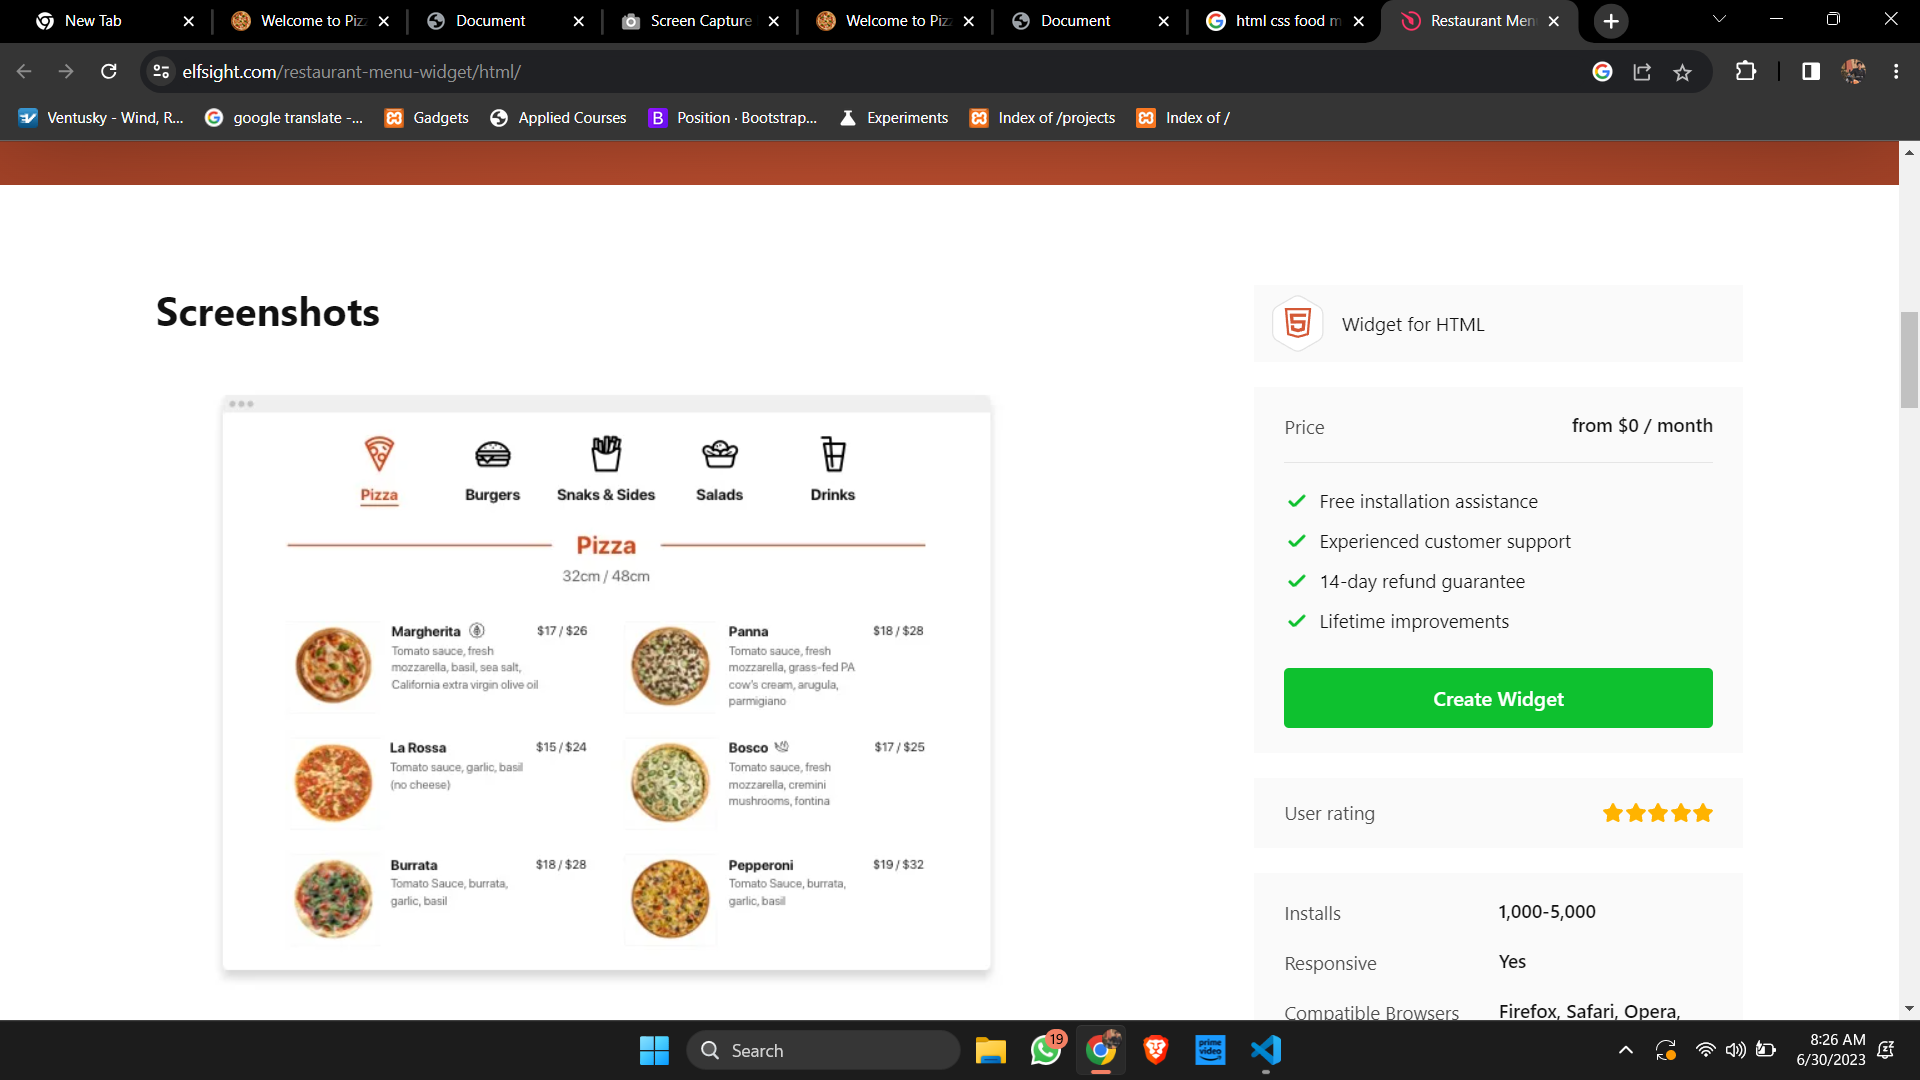 New Tab
Welcome to Piz
Document
Screen Capture
Welcome to Piz
Document
html css food m
Restaurant Men
elfsight.com/restaurant-menu-widget/html/
Ventusky - Wind, R...
google translate -...
Gadgets
Applied Courses
Position · Bootstrap...
Experiments
Index of /projects
Index of /
Screenshots
Pizza
Burgers
Snaks & Sides
Salads
Drinks
Pizza
32cm / 48cm
Margherita $17 / $26
Tomato sauce, fresh
mozzarella, basil, sea salt,
California extra virgin olive oil
Panna $18 / $28
Tomato sauce, fresh
mozzarella, grass-fed PA
cow's cream, arugula,
parmigiano
La Rossa $15 / $24
Tomato sauce, garlic, basil
(no cheese)
Bosco $17 / $25
Tomato sauce, fresh
mozzarella, cremini
mushrooms, fontina
Burrata $18 / $28
Tomato Sauce, burrata,
garlic, basil
Pepperoni $19 / $32
Tomato Sauce, burrata,
garlic, basil
Widget for HTML
Price from $0 / month
Free installation assistance
Experienced customer support
14-day refund guarantee
Lifetime improvements
Create Widget
User rating
Installs 1,000-5,000
Responsive Yes
Compatible Browsers Firefox, Safari, Opera,
Search
19
prime video
8:26 AM
6/30/2023